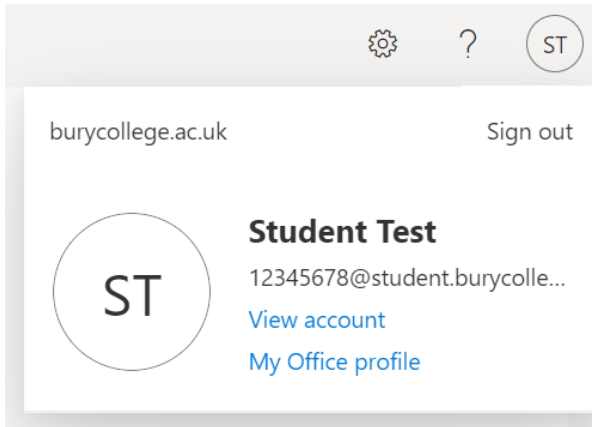 ? ST
burycollege.ac.uk Sign out
ST
Student Test
12345678@student.burycolle...
View account
My Office profile